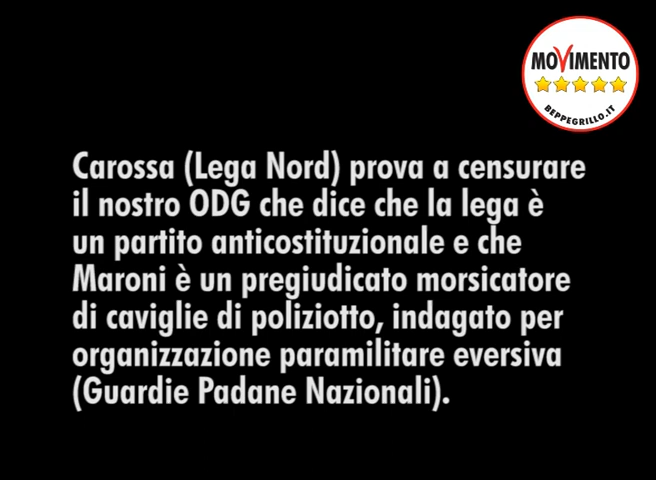 MOVIMENTO
BEPPEGRILLO.IT
Carossa (Lega Nord) prova a censurare
il nostro ODG che dice che la lega è
un partito anticostituzionale e che
Maroni è un pregiudicato morsicatore
di caviglie di poliziotto, indagato per
organizzazione paramilitare eversiva
(Guardie Padane Nazionali).